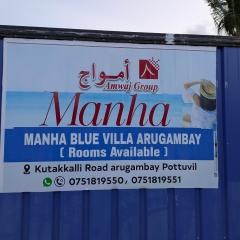 أمواج
Amwaj Group
Manha
MANHA BLUE VILLA ARUGAMBAY
( Rooms Available )
Kutakkalli Road arugambay Pottuvil
0751819550, 0751819551